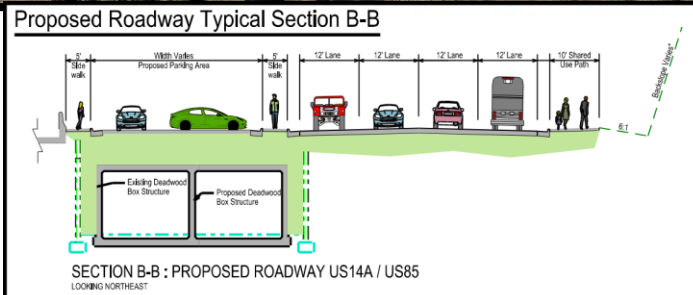 Proposed Roadway Typical Section B-B
5'
Side
walk
Width Varies
Proposed Parking Area
5'
Side
walk
12' Lane
12' Lane
12' Lane
12' Lane
10' Shared
Use Path
Backslope Varies*
6:1
Existing Deadwood
Box Structure
Proposed Deadwood
Box Structure
SECTION B-B : PROPOSED ROADWAY US14A / US85
LOOKING NORTHEAST